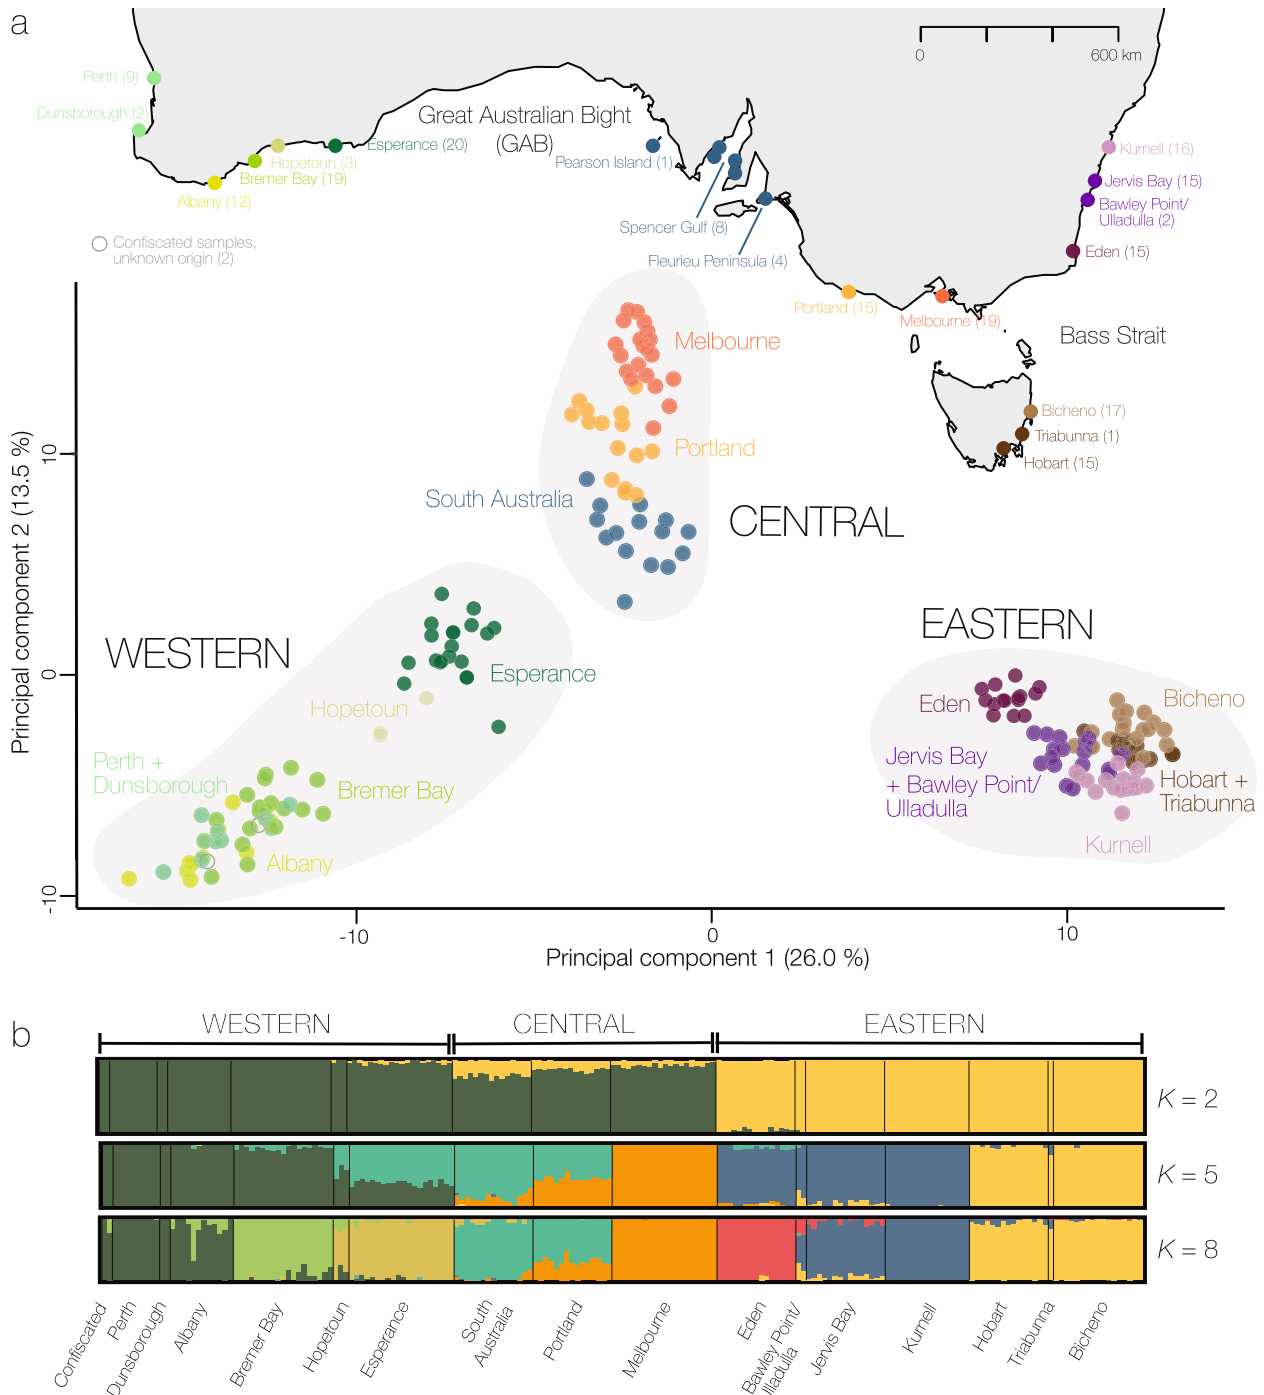 a
0
600 km
Perth (9)
Dunsborough (2)
Great Australian Bight
(GAB)
Hopetoun (3)
Esperance (20)
Bremer Bay (19)
Albany (12)
Pearson Island (1)
Spencer Gulf (8)
Fleurieu Peninsula (4)
Kurnell (16)
Jervis Bay (15)
Bawley Point/
Ulladulla (2)
Eden (15)
Confiscated samples,
unknown origin (2)
Portland (15)
Melbourne (19)
Bass Strait
Bicheno (17)
Triabunna (1)
Hobart (15)
Melbourne
Portland
South Australia
CENTRAL
WESTERN
Esperance
Hopetoun
Perth +
Dunsborough
Bremer Bay
Albany
EASTERN
Eden
Bicheno
Jervis Bay
+ Bawley Point/
Ulladulla
Hobart +
Triabunna
Kurnell
Principal component 2 (13.5 %)
10
0
-10
-10
0
10
Principal component 1 (26.0 %)
b
WESTERN
CENTRAL
EASTERN
K = 2
K = 5
K = 8
Confiscated
Perth
Dunsborough
Albany
Bremer Bay
Hopetoun
Esperance
South
Australia
Portland
Melbourne
Eden
Bawley Point/
Illadulla
Jervis Bay
Kurnell
Hobart
Triabunna
Bicheno